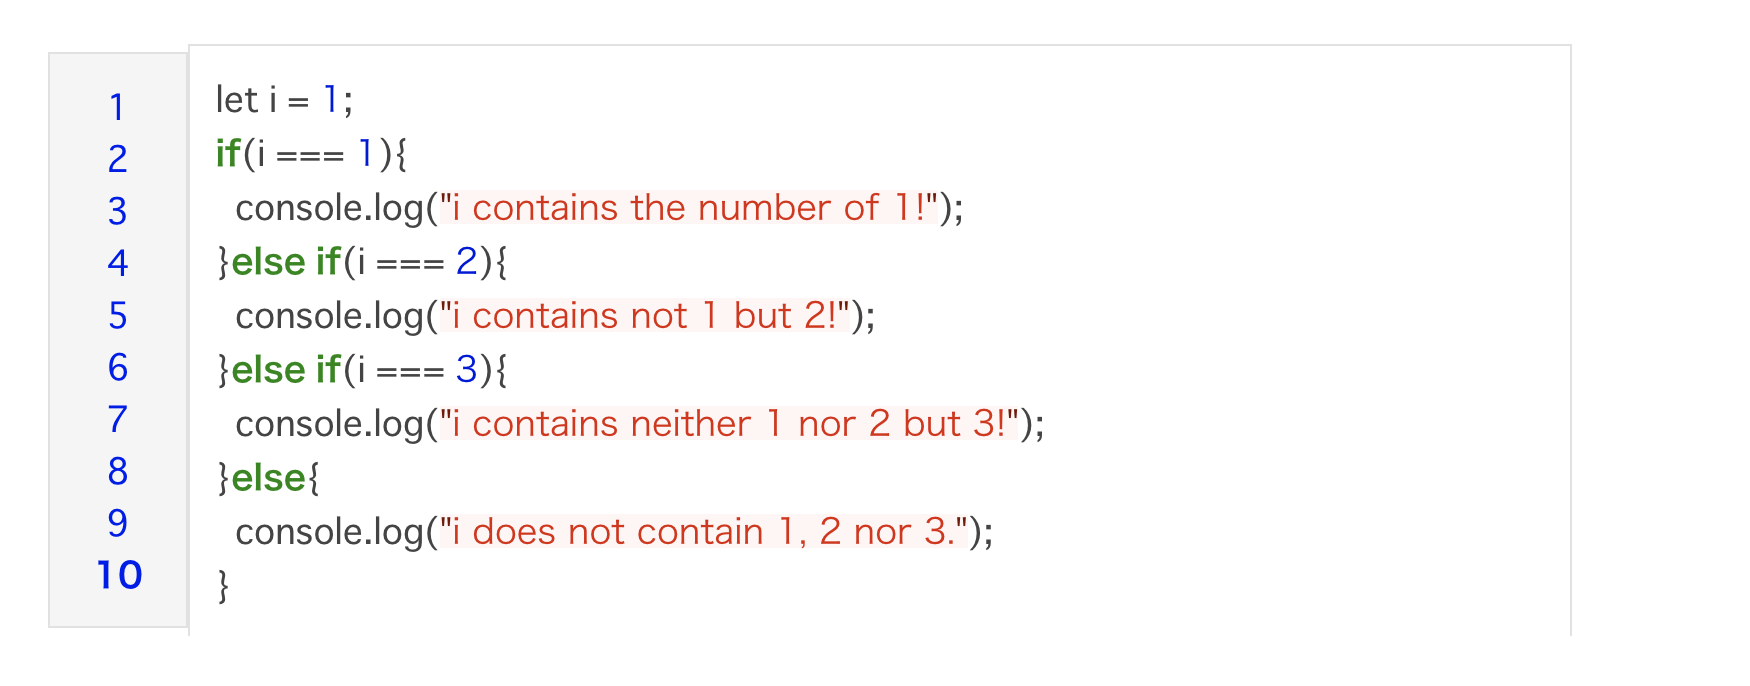 1 let i = 1;
2 if(i === 1){
3   console.log("i contains the number of 1!");
4 }else if(i === 2){
5   console.log("i contains not 1 but 2!");
6 }else if(i === 3){
7   console.log("i contains neither 1 nor 2 but 3!");
8 }else{
9   console.log("i does not contain 1, 2 nor 3.");
10 }